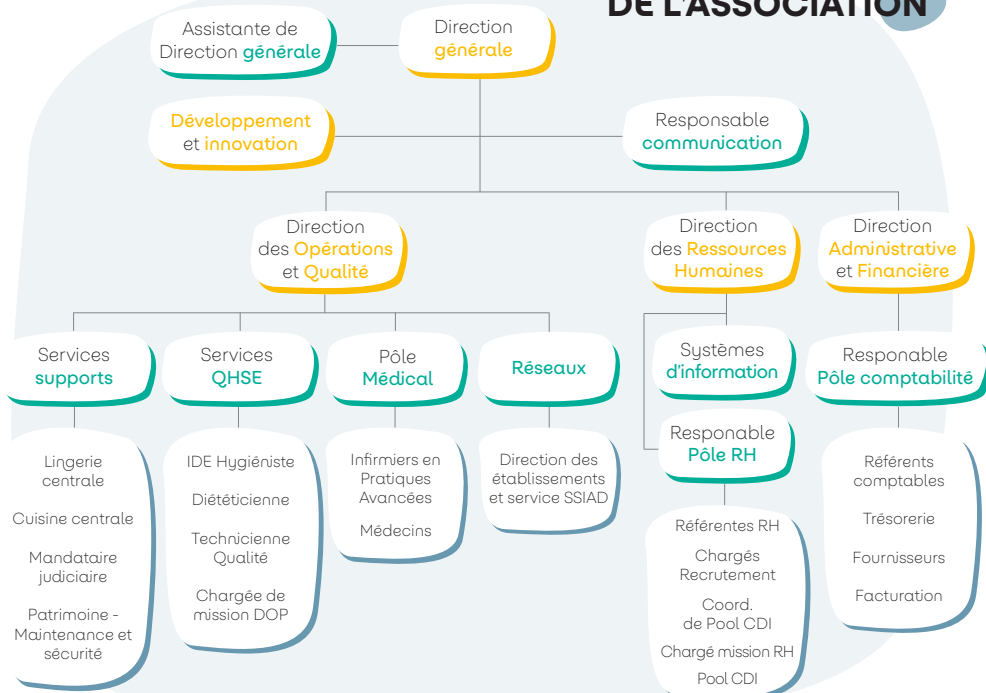 DE L'ASSOCIATION
Assistante de
Direction générale
Direction
générale
Développement
et innovation
Responsable
communication
Direction
des Opérations
et Qualité
Direction
des Ressources
Humaines
Direction
Administrative
et Financière
Services
supports
Services
QHSE
Pôle
Médical
Réseaux
Systèmes
d'information
Responable
Pôle comptabilité
Responable
Pôle RH
Lingerie
centrale
Cuisine centrale
Mandataire
judiciaire
Patrimoine -
Maintenance et
sécurité
IDE Hygiéniste
Diététicienne
Technicienne
Qualité
Chargée de
mission DOP
Infirmiers en
Pratiques
Avancées
Médecins
Direction des
établissements
et service SSIAD
Référentes RH
Chargés
Recrutement
Coord.
de Pool CDI
Chargé mission RH
Pool CDI
Référents
comptables
Trésorerie
Fournisseurs
Facturation